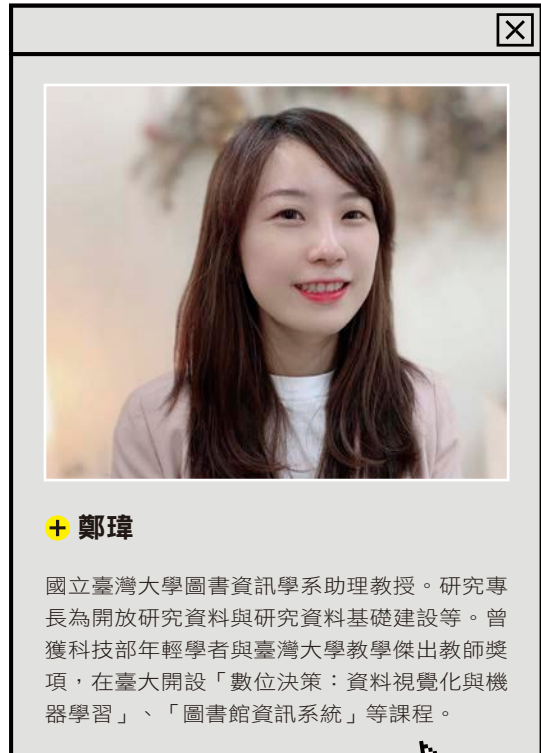 鄭瑋
國立臺灣大學圖書資訊學系助理教授。研究專
長為開放研究資料與研究資料基礎建設等。曾
獲科技部年輕學者與臺灣大學教學傑出教師獎
項，在臺大開設「數位決策：資料視覺化與機
器學習」、「圖書館資訊系統」等課程。